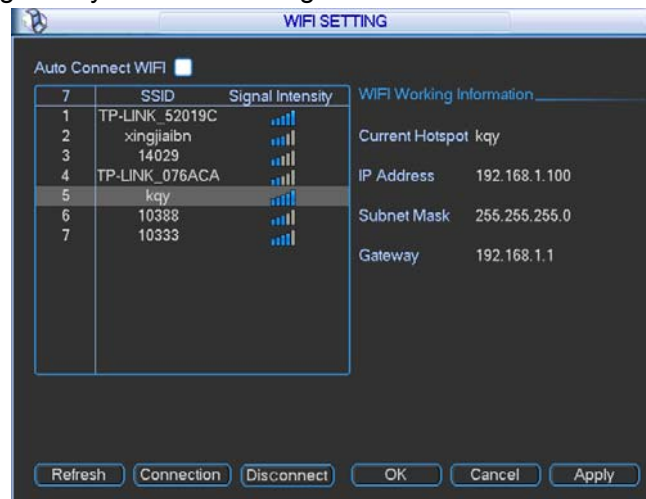 WIFI SETTING
Auto Connect WIFI
7 SSID Signal Intensity
1 TP-LINK_52019C
2 xingjiaibn
3 14029
4 TP-LINK_076ACA
5 kqy
6 10388
7 10333
WIFI Working Information
Current Hotspot kqy
IP Address 192.168.1.100
Subnet Mask 255.255.255.0
Gateway 192.168.1.1
Refresh Connection Disconnect OK Cancel Apply